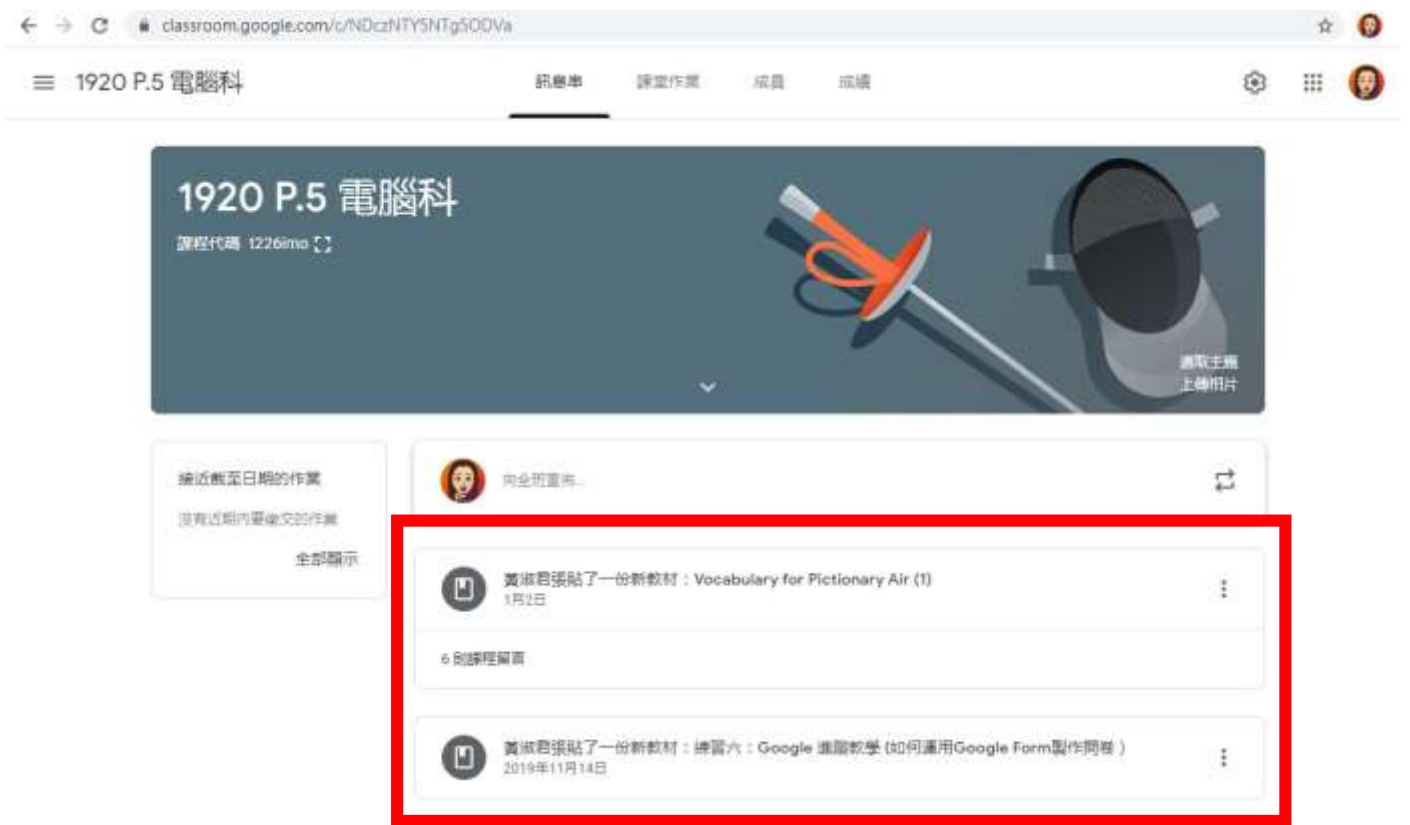 classroom.google.com/c/NDczNTY5NTg5ODVa
1920 P.5 電腦科
訊息串 課堂作業 成員 成績
1920 P.5 電腦科
課程代碼 1226imo
選取主題
上傳相片
接近截至日期的作業
沒有近期內要繳交的作業
全部顯示
向全班宣佈...
黃淑君張貼了一份新教材：Vocabulary for Pictionary Air (1)
1月2日
6 則課程留言
黃淑君張貼了一份新教材：練習六：Google 進階教學 (如何運用Google Form製作問卷 )
2019年11月14日